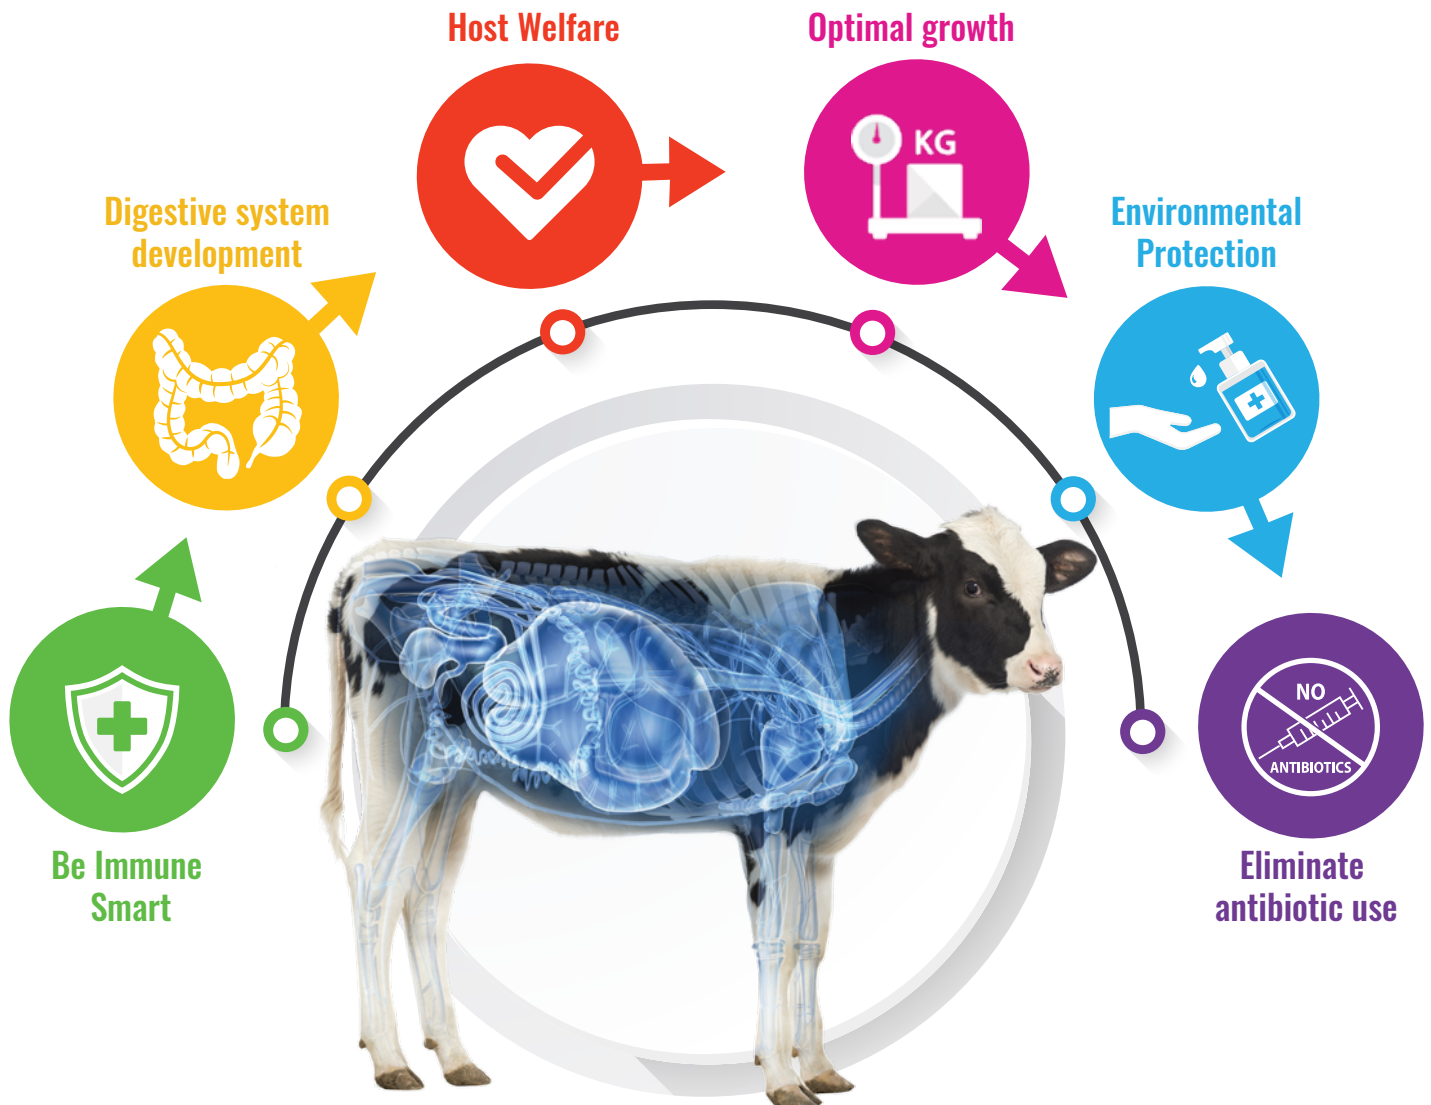 Host Welfare
Optimal growth
KG
Digestive system
development
Environmental
Protection
Be Immune
Smart
NO
ANTIBIOTICS
Eliminate
antibiotic use